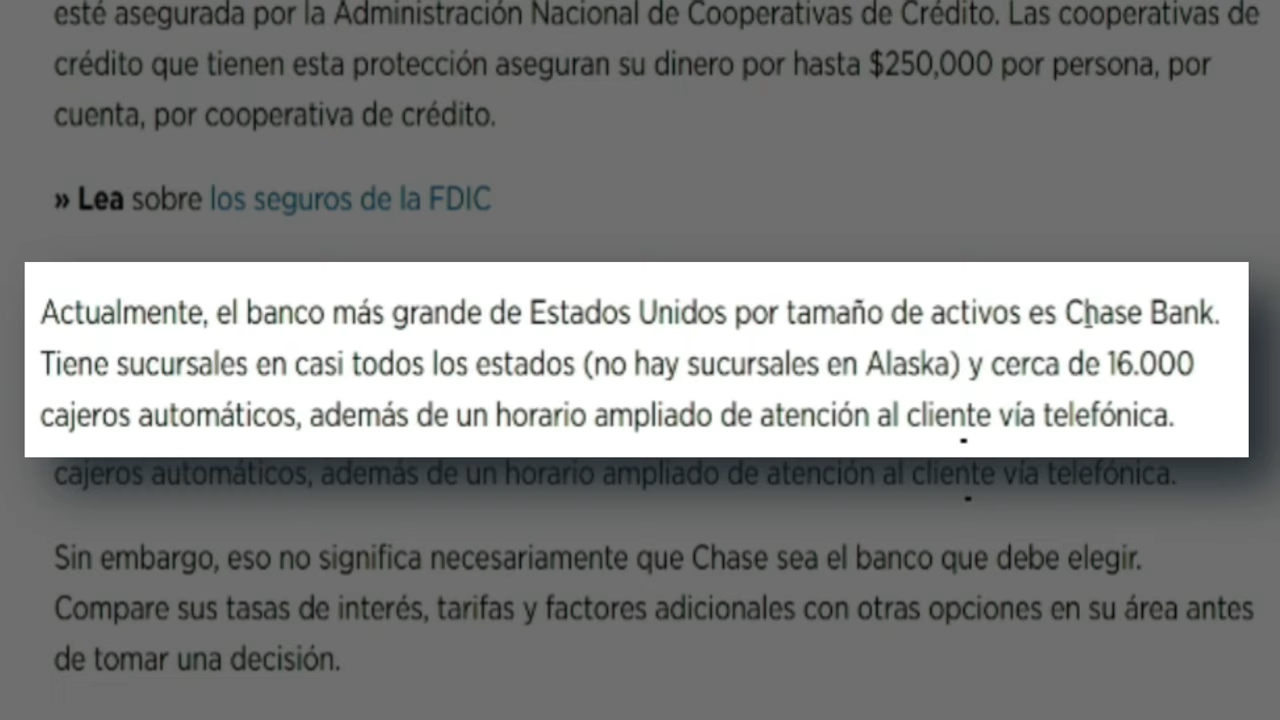 esté asegurada por la Administración Nacional de Cooperativas de Crédito. Las cooperativas de
crédito que tienen esta protección aseguran su dinero por hasta $250,000 por persona, por
cuenta, por cooperativa de crédito.
» Lea sobre los seguros de la FDIC
Actualmente, el banco más grande de Estados Unidos por tamaño de activos es Chase Bank.
Tiene sucursales en casi todos los estados (no hay sucursales en Alaska) y cerca de 16.000
cajeros automáticos, además de un horario ampliado de atención al cliente vía telefónica.
cajeros automáticos, además de un horario ampliado de atención al cliente vía telefónica.
Sin embargo, eso no significa necesariamente que Chase sea el banco que debe elegir.
Compare sus tasas de interés, tarifas y factores adicionales con otras opciones en su área antes
de tomar una decisión.